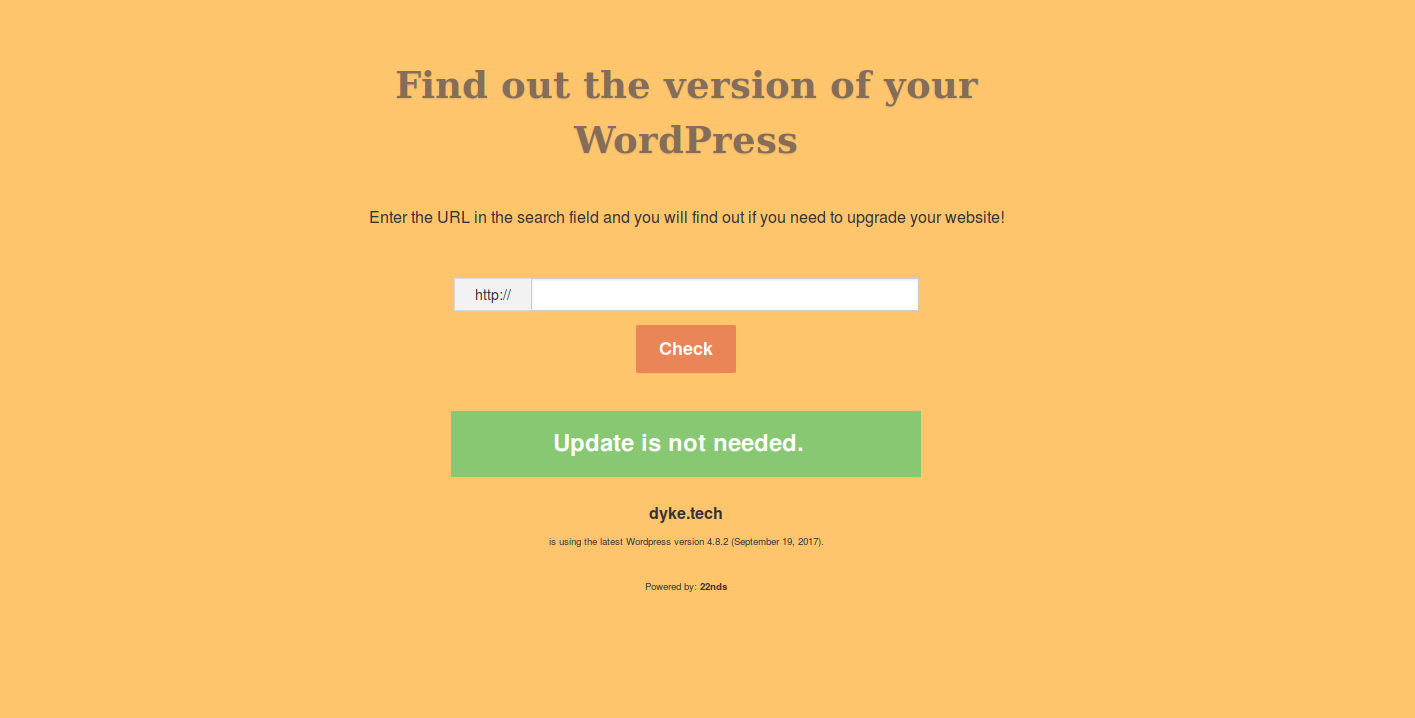 Find out the version of your
WordPress
Enter the URL in the search field and you will find out if you need to upgrade your website!
http://
Check
Update is not needed.
dyke.tech
is using the latest Wordpress version 4.8.2 (September 19, 2017).
Powered by: 22nds